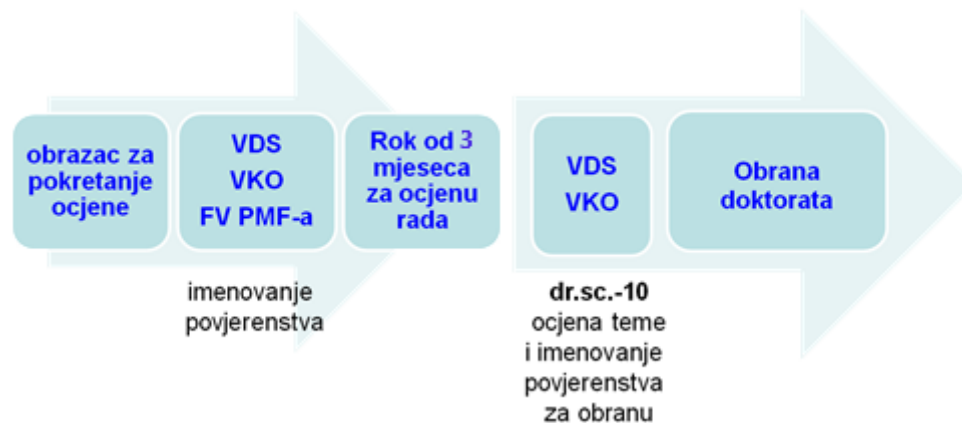 obrazac za
pokretanje
ocjene
VDS
VKO
FV PMF-a
Rok od 3
mjeseca
za ocjenu
rada
imenovanje
povjerenstva
VDS
VKO
Obrana
doktorata
dr.sc.-10
ocjena teme
i imenovanje
povjerenstva
za obranu